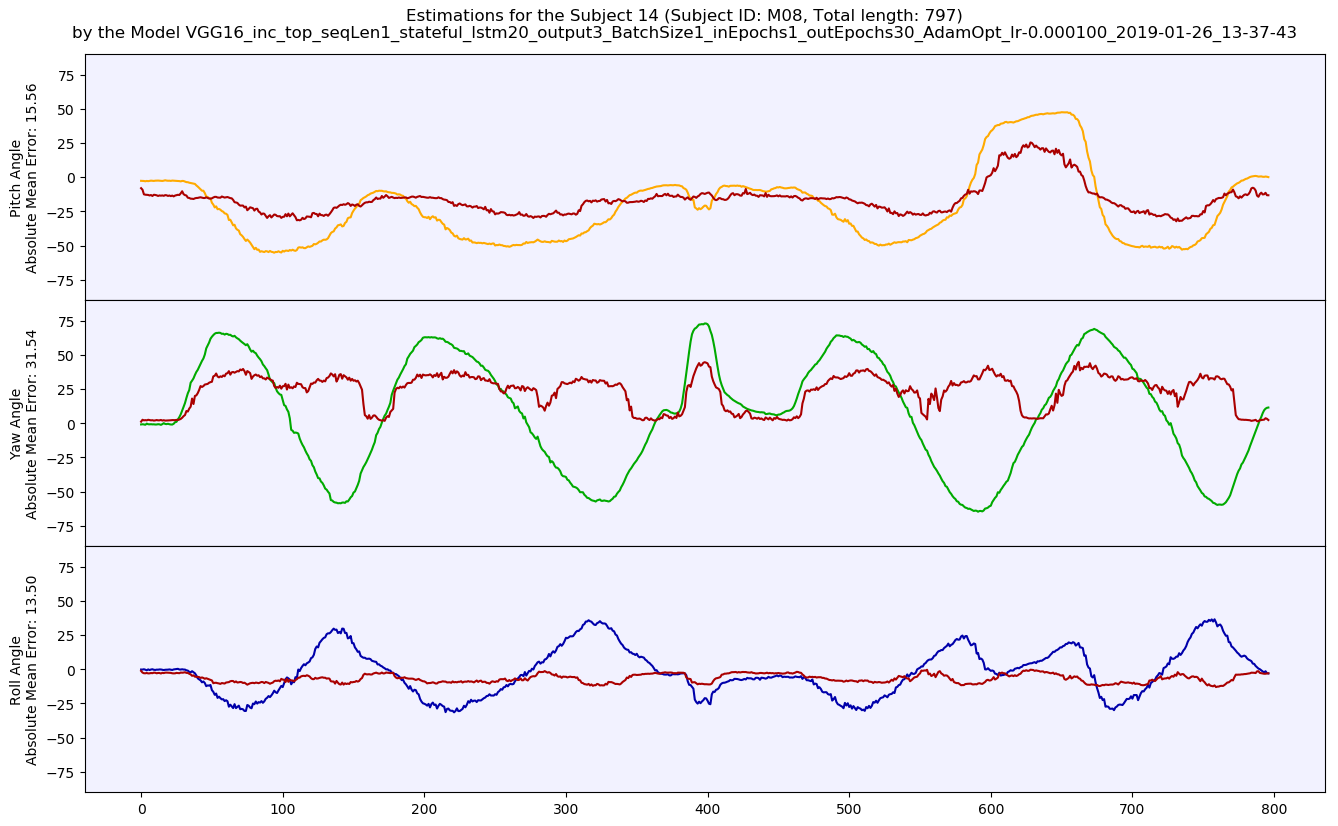 Estimations for the Subject 14 (Subject ID: M08, Total length: 797)
by the Model VGG16_inc_top_seqLen1_stateful_lstm20_output3_BatchSize1_inEpochs1_outEpochs30_AdamOpt_lr-0.000100_2019-01-26_13-37-43
Pitch Angle
Absolute Mean Error: 15.56
75
50
25
0
−25
−50
−75
Yaw Angle
Absolute Mean Error: 31.54
75
50
25
0
−25
−50
−75
Roll Angle
Absolute Mean Error: 13.50
75
50
25
0
−25
−50
−75
0 100 200 300 400 500 600 700 800